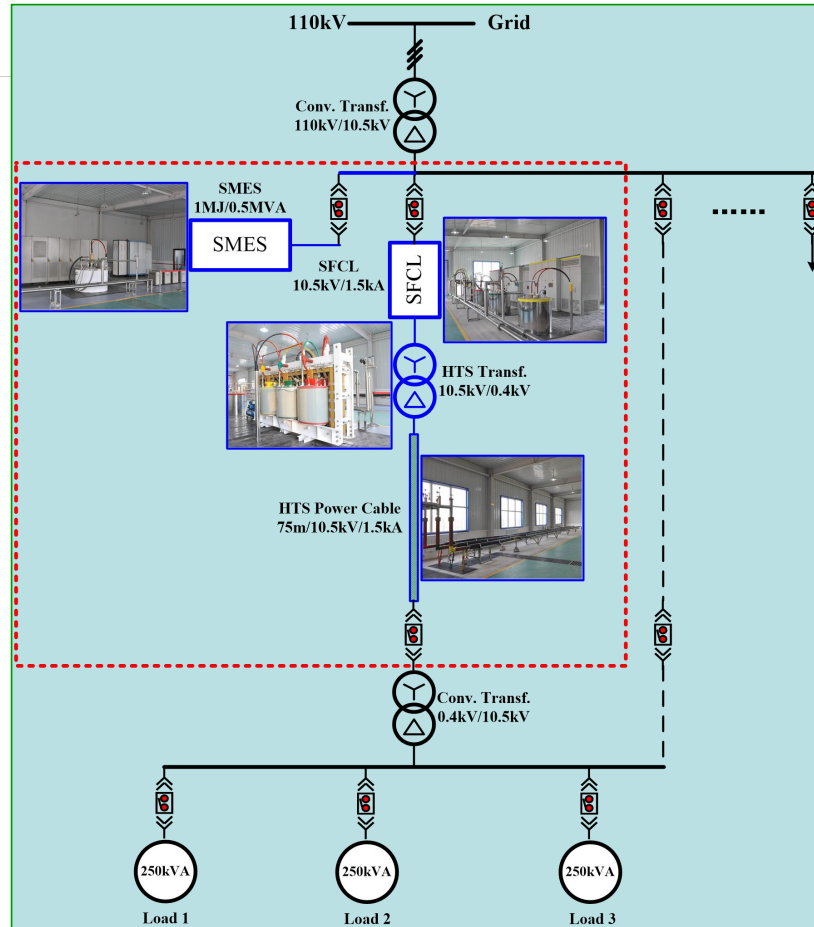 110kV
Grid
Conv. Transf.
110kV/10.5kV
SMES
1MJ/0.5MVA
SMES
SFCL
10.5kV/1.5kA
SFCL
HTS Transf.
10.5kV/0.4kV
HTS Power Cable
75m/10.5kV/1.5kA
Conv. Transf.
0.4kV/10.5kV
250kVA
250kVA
250kVA
Load 1
Load 2
Load 3